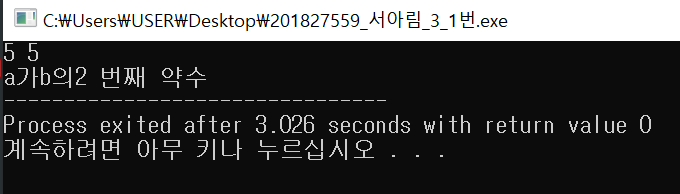 C:₩Users₩USER₩Desktop₩201827559_서아림_3_1번.exe
5 5
a가b의2 번째 약수
--------------------------------
Process exited after 3.026 seconds with return value 0
계속하려면 아무 키나 누르십시오 . . .